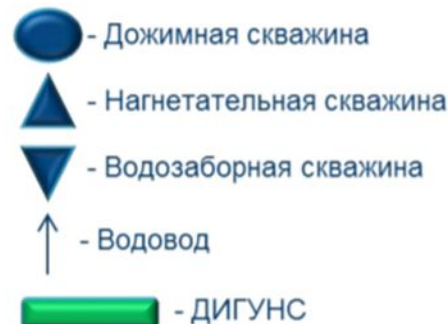 - Дожимная скважина
- Нагнетательная скважина
- Водозаборная скважина
- Водовод
- ДИГУНС